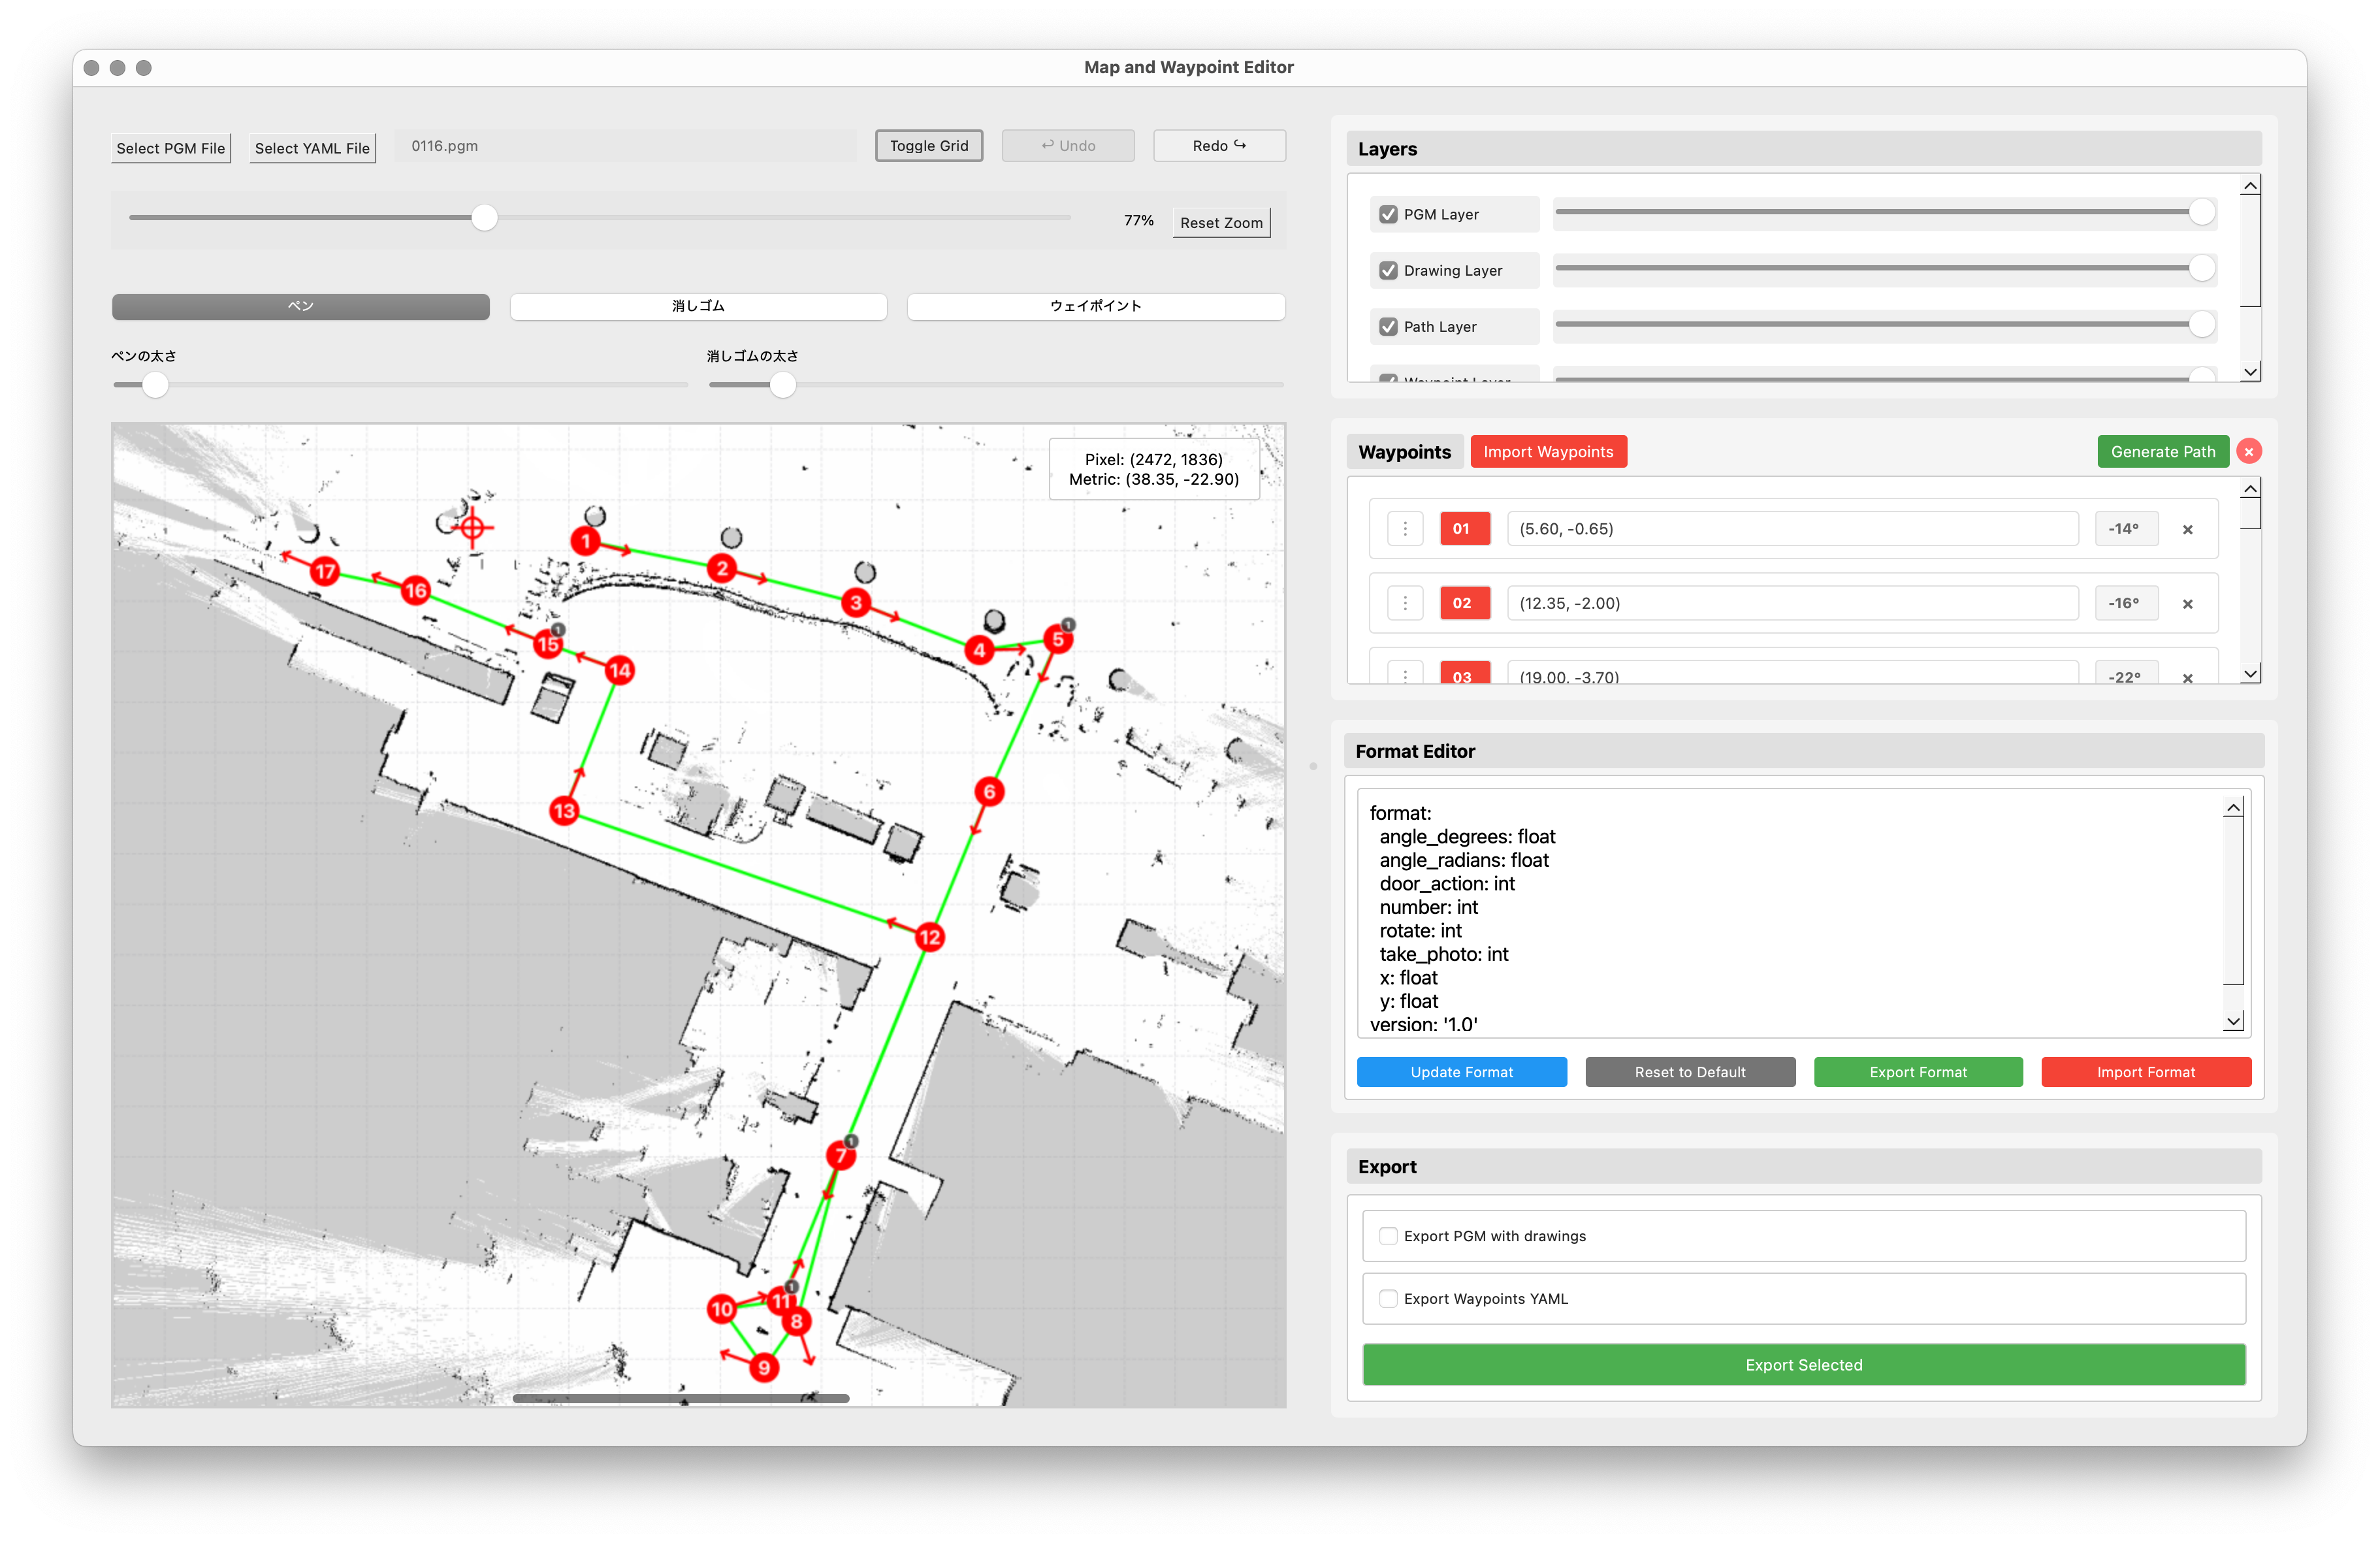 Map and Waypoint Editor
Select PGM File
Select YAML File
0116.pgm
Toggle Grid
↩ Undo
Redo ↪
77%
Reset Zoom
ペン
消しゴム
ウェイポイント
ペンの太さ
消しゴムの太さ
Pixel: (2472, 1836)
Metric: (38.35, -22.90)
1
2
3
4
5
1
6
7
1
8
9
10
11
1
12
13
14
15
1
16
17
Layers
PGM Layer
Drawing Layer
Path Layer
Waypoint Layer
Waypoints
Import Waypoints
Generate Path
×
01
(5.60, -0.65)
-14°
×
02
(12.35, -2.00)
-16°
×
03
(19.00, -3.70)
-22°
×
Format Editor
format:
angle_degrees: float
angle_radians: float
door_action: int
number: int
rotate: int
take_photo: int
x: float
y: float
version: '1.0'
Update Format
Reset to Default
Export Format
Import Format
Export
Export PGM with drawings
Export Waypoints YAML
Export Selected